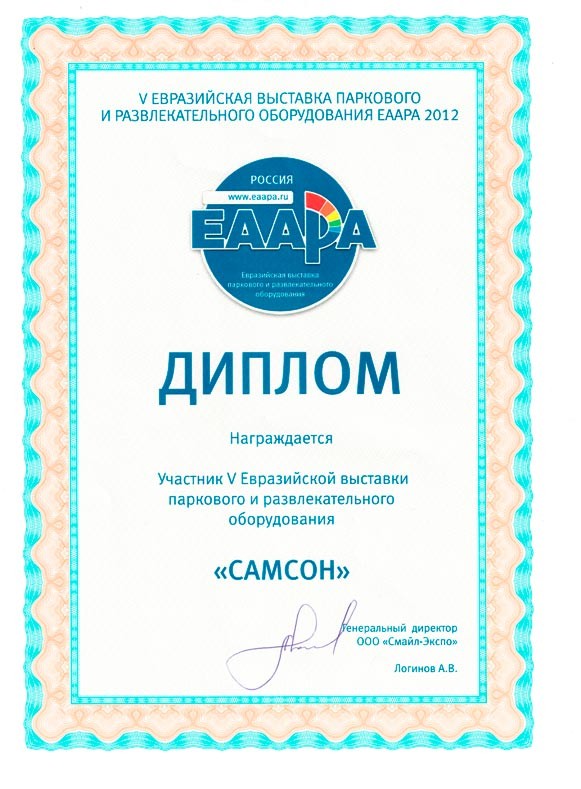 V ЕВРАЗИЙСКАЯ ВЫСТАВКА ПАРКОВОГО
И РАЗВЛЕКАТЕЛЬНОГО ОБОРУДОВАНИЯ ЕААРА 2012
РОССИЯ
www.eaapa.ru
ЕААРА
Евразийская выставка
паркового и развлекательного
оборудования
ДИПЛОМ
Награждается
Участник V Евразийской выставки
паркового и развлекательного
оборудования
«САМСОН»
Генеральный директор
ООО «Смайл-Экспо»
Логинов А.В.